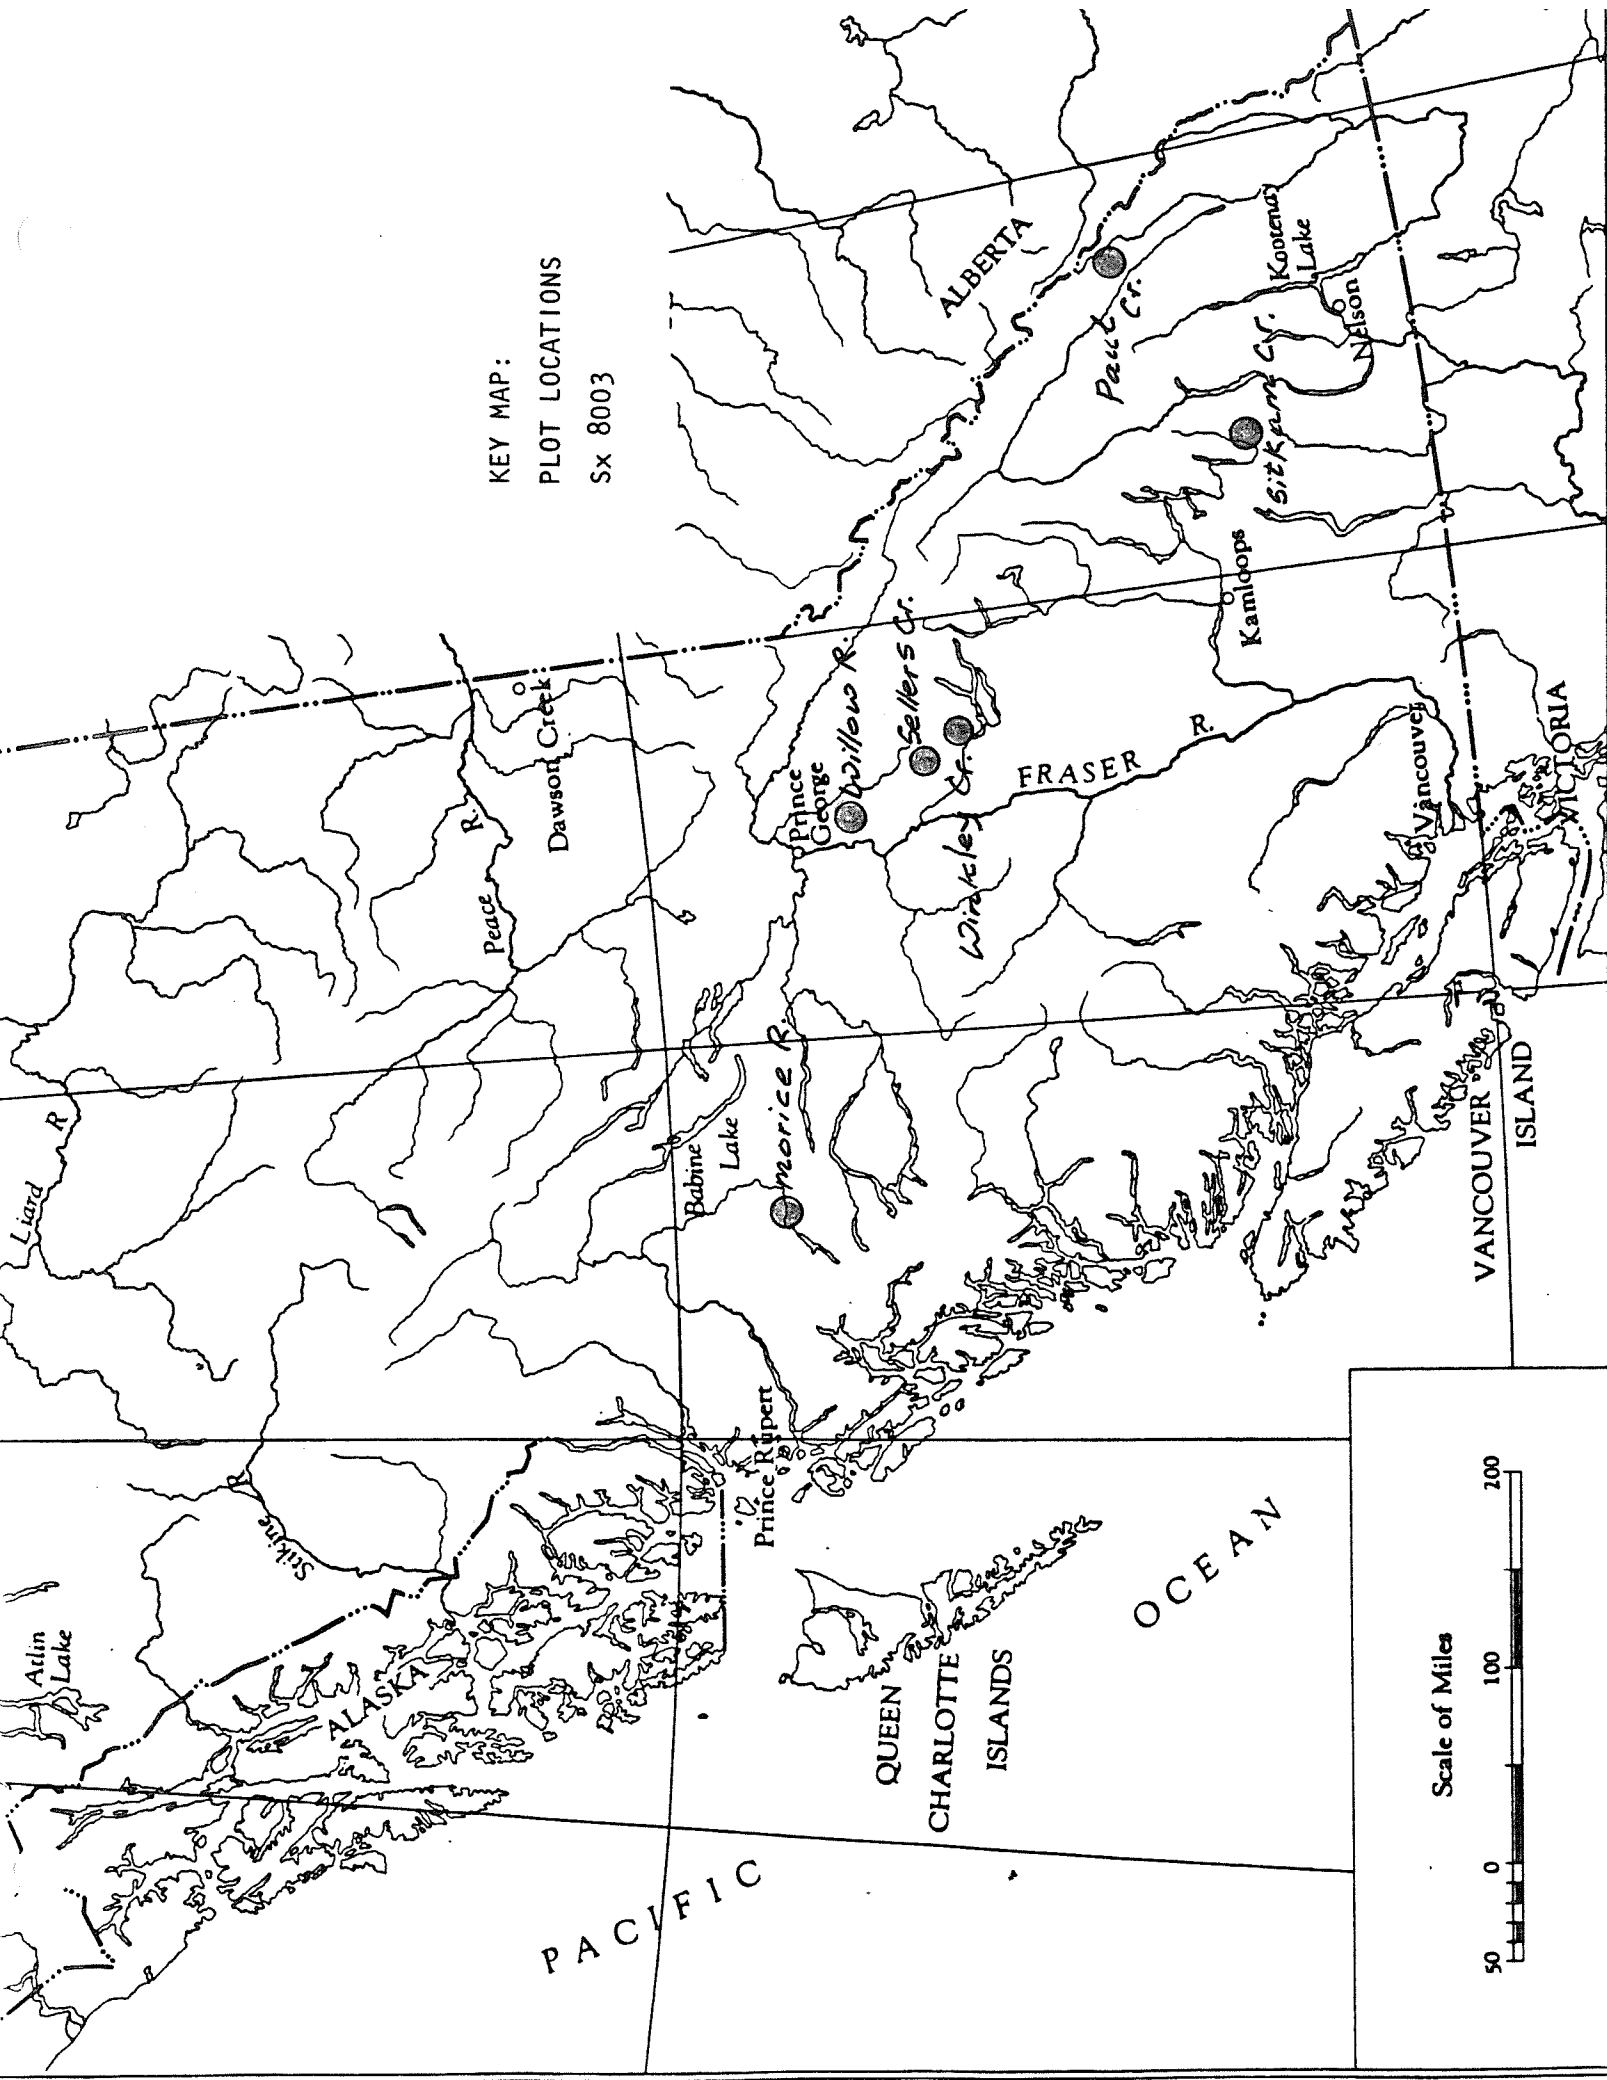 KEY MAP:
PLOT LOCATIONS
Sx 8003
Atlin
Lake
Liard
R
Stikine
R
ALASKA
Peace
R.
Dawson Creek
Babine
Lake
Prince Rupert
Morice R.
Prince
George
Willow R.
Sellers Cr.
Winkley Cr.
FRASER
R.
ALBERTA
Paul
Cr.
Sitkum Cr.
Kootenay
Lake
Nelson
Kamloops
Vancouver
VICTORIA
VANCOUVER
ISLAND
QUEEN
CHARLOTTE
ISLANDS
PACIFIC
OCEAN
Scale of Miles
50 0 100 200